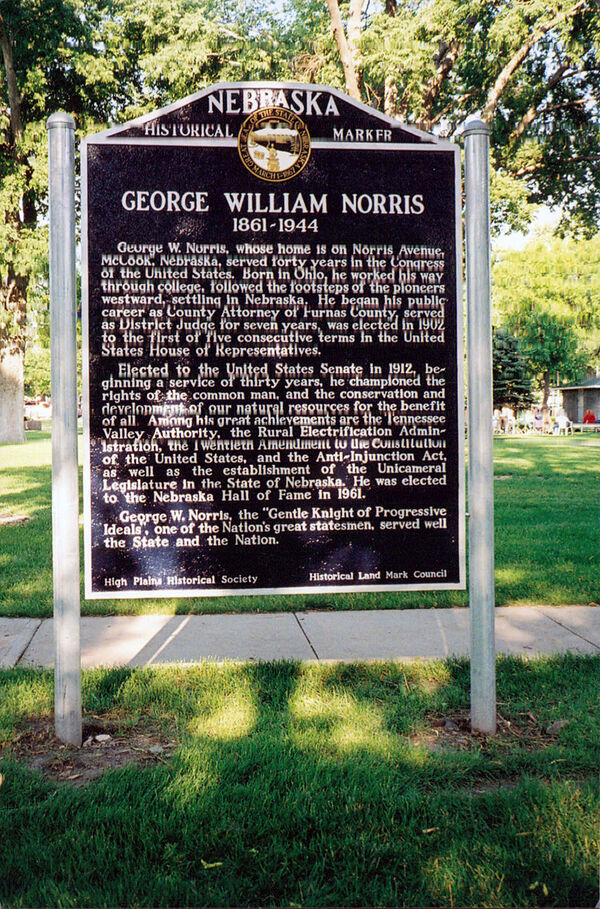 NEBRASKA
HISTORICAL MARKER
GEORGE WILLIAM NORRIS
1861-1944
George W. Norris, whose home is on Norris Avenue,
McCook, Nebraska, served forty years in the Congress
of the United States. Born in Ohio, he worked his way
through college, followed the footsteps of the pioneers
westward, settling in Nebraska. He began his public
career as County Attorney of Furnas County, served
as District Judge for seven years, was elected in 1902
to the first of five consecutive terms in the United
States House of Representatives.
Elected to the United States Senate in 1912, be-
ginning a service of thirty years, he championed the
rights of the common man, and the conservation and
development of our natural resources for the benefit
of all. Among his great achievements are the Tennessee
Valley Authority, the Rural Electrification Admin-
istration, the Twentieth Amendment to the Constitution
of the United States, and the Anti-Injunction Act,
as well as the establishment of the Unicameral
Legislature in the State of Nebraska. He was elected
to the Nebraska Hall of Fame in 1961.
George W. Norris, the "Gentle Knight of Progressive
Ideals", one of the Nation's great statesmen, served well
the State and the Nation.
High Plains Historical Society Historical Land Mark Council